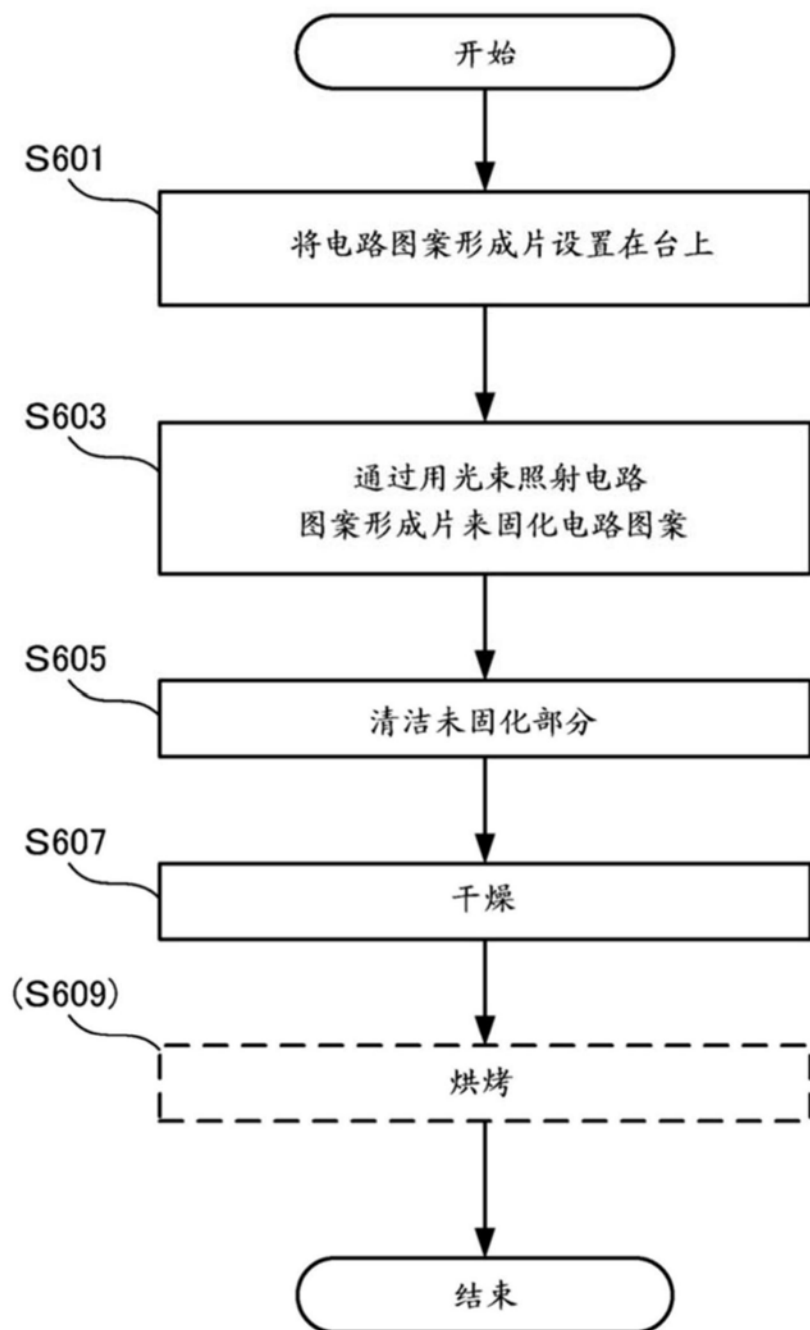 开始
S601
将电路图案形成片设置在台上
S603
通过用光束照射电路
图案形成片来固化电路图案
S605
清洁未固化部分
S607
干燥
(S609)
烘烤
结束